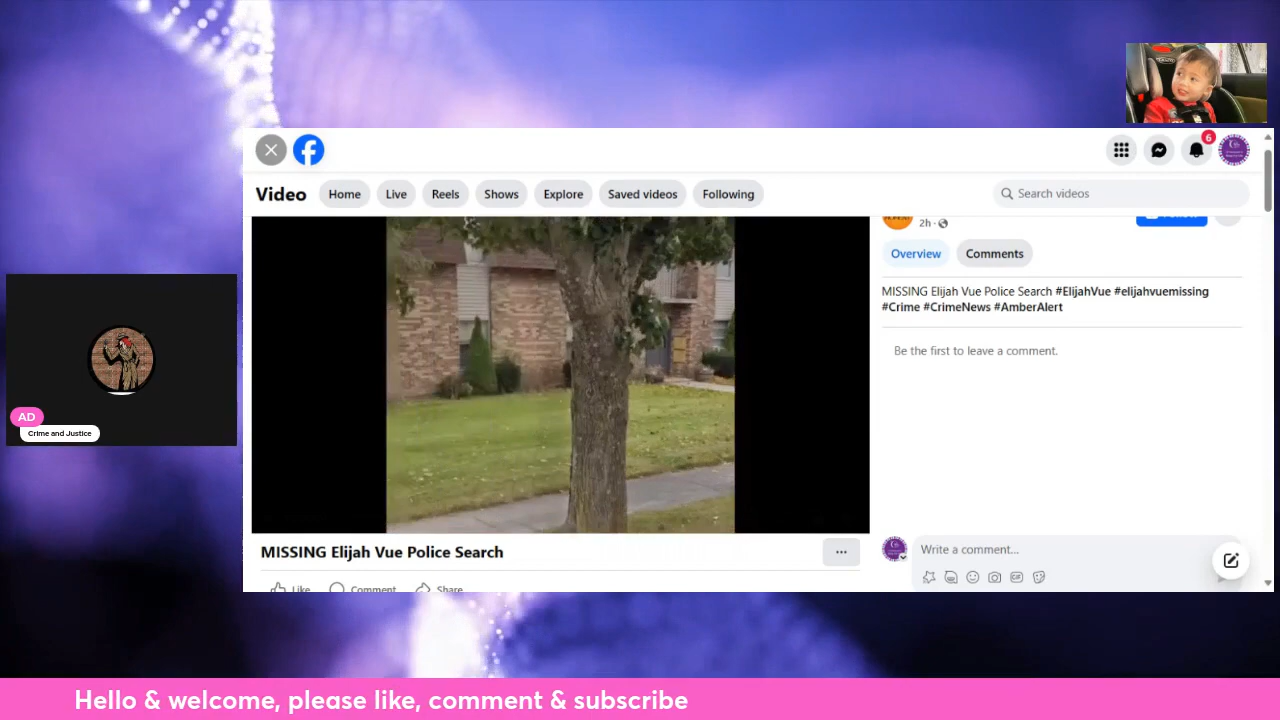 6
Video
Home
Live
Reels
Shows
Explore
Saved videos
Following
Search videos
2h
Overview
Comments
MISSING Elijah Vue Police Search #ElijahVue #elijahvuemissing
#Crime #CrimeNews #AmberAlert
Be the first to leave a comment.
AD
Crime and Justice
MISSING Elijah Vue Police Search
Write a comment...
GIF
Like
Comment
Share
Hello & welcome, please like, comment & subscribe